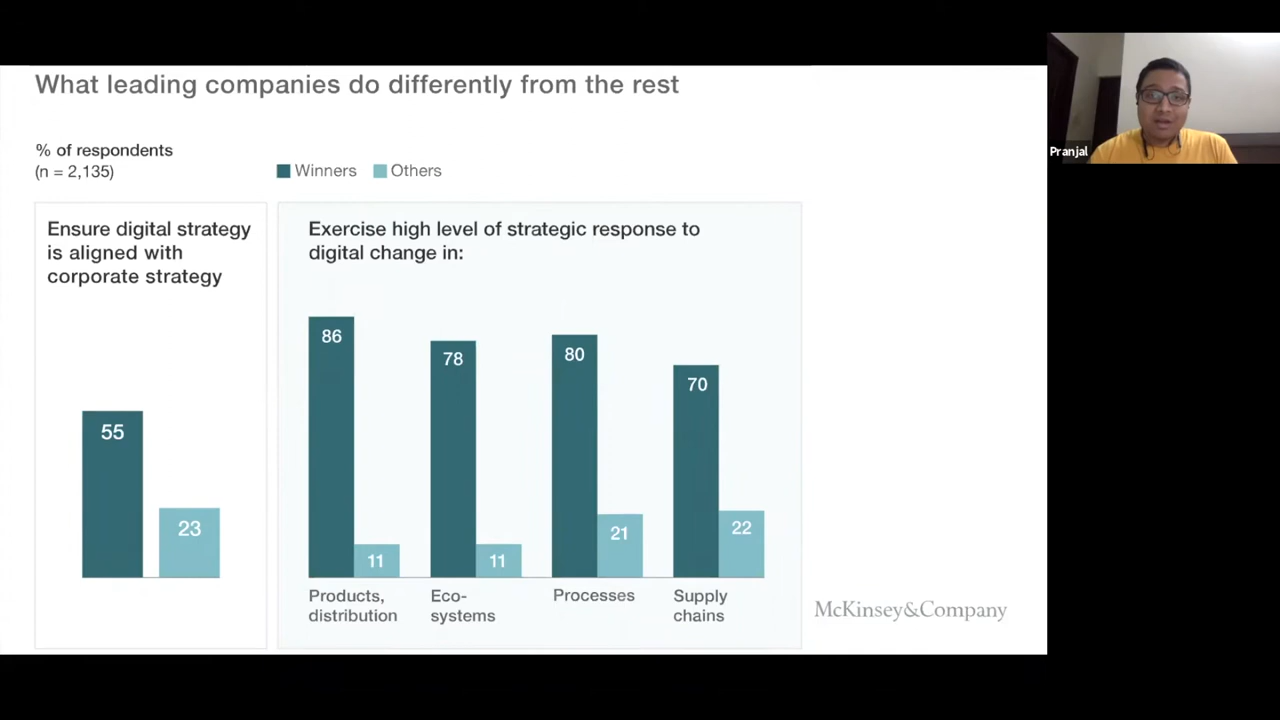 What leading companies do differently from the rest
% of respondents
(n = 2,135)
Winners
Others
Ensure digital strategy
is aligned with
corporate strategy
55
23
Exercise high level of strategic response to
digital change in:
86
11
78
11
80
21
70
22
Products,
distribution
Eco-
systems
Processes
Supply
chains
McKinsey&Company
Pranjal